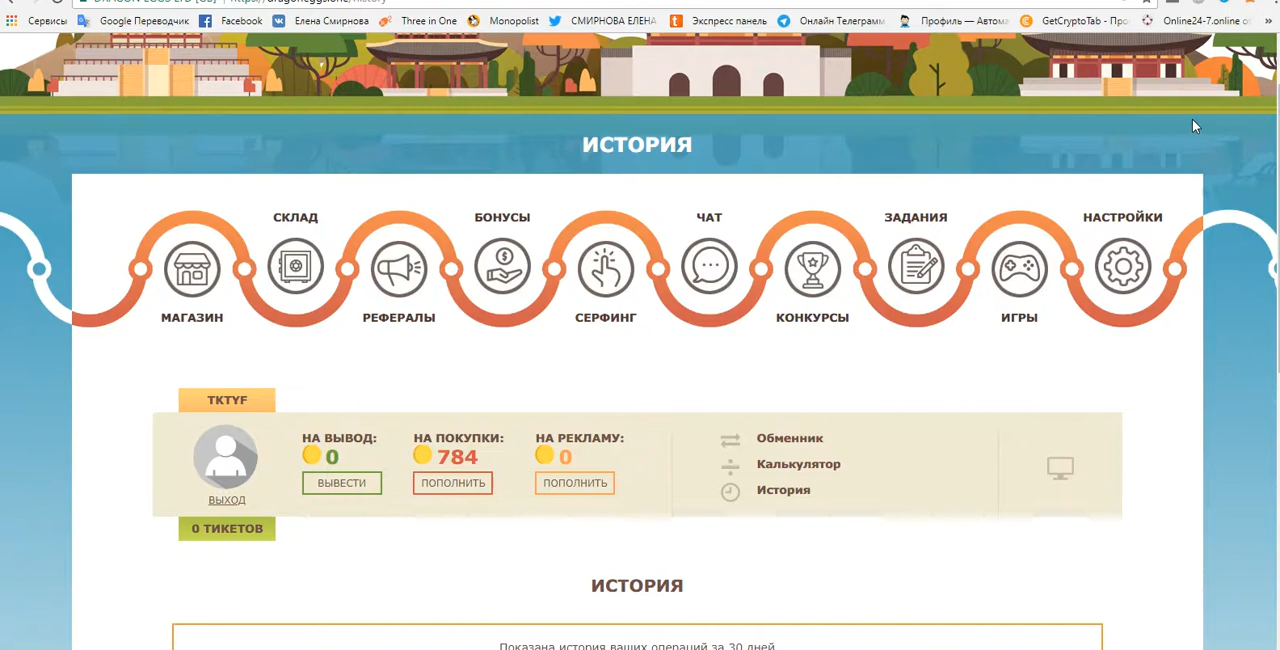 Сервисы Google Переводчик Facebook Елена Смирнова Three in One Monopolist СМИРНОВА ЕЛЕНА Экспресс панель Онлайн Телеграмм Профиль — Автома GetCryptoTab - Online24-7.online »
ИСТОРИЯ
СКЛАД БОНУСЫ ЧАТ ЗАДАНИЯ НАСТРОЙКИ
МАГАЗИН РЕФЕРАЛЫ СЕРФИНГ КОНКУРСЫ ИГРЫ
TKTYF
НА ВЫВОД: НА ПОКУПКИ: НА РЕКЛАМУ: Обменник
0 784 0
Калькулятор
ВЫВЕСТИ ПОПОЛНИТЬ ПОПОЛНИТЬ История
ВЫХОД
0 ТИКЕТОВ
ИСТОРИЯ
Показана история ваших операций за 30 дней